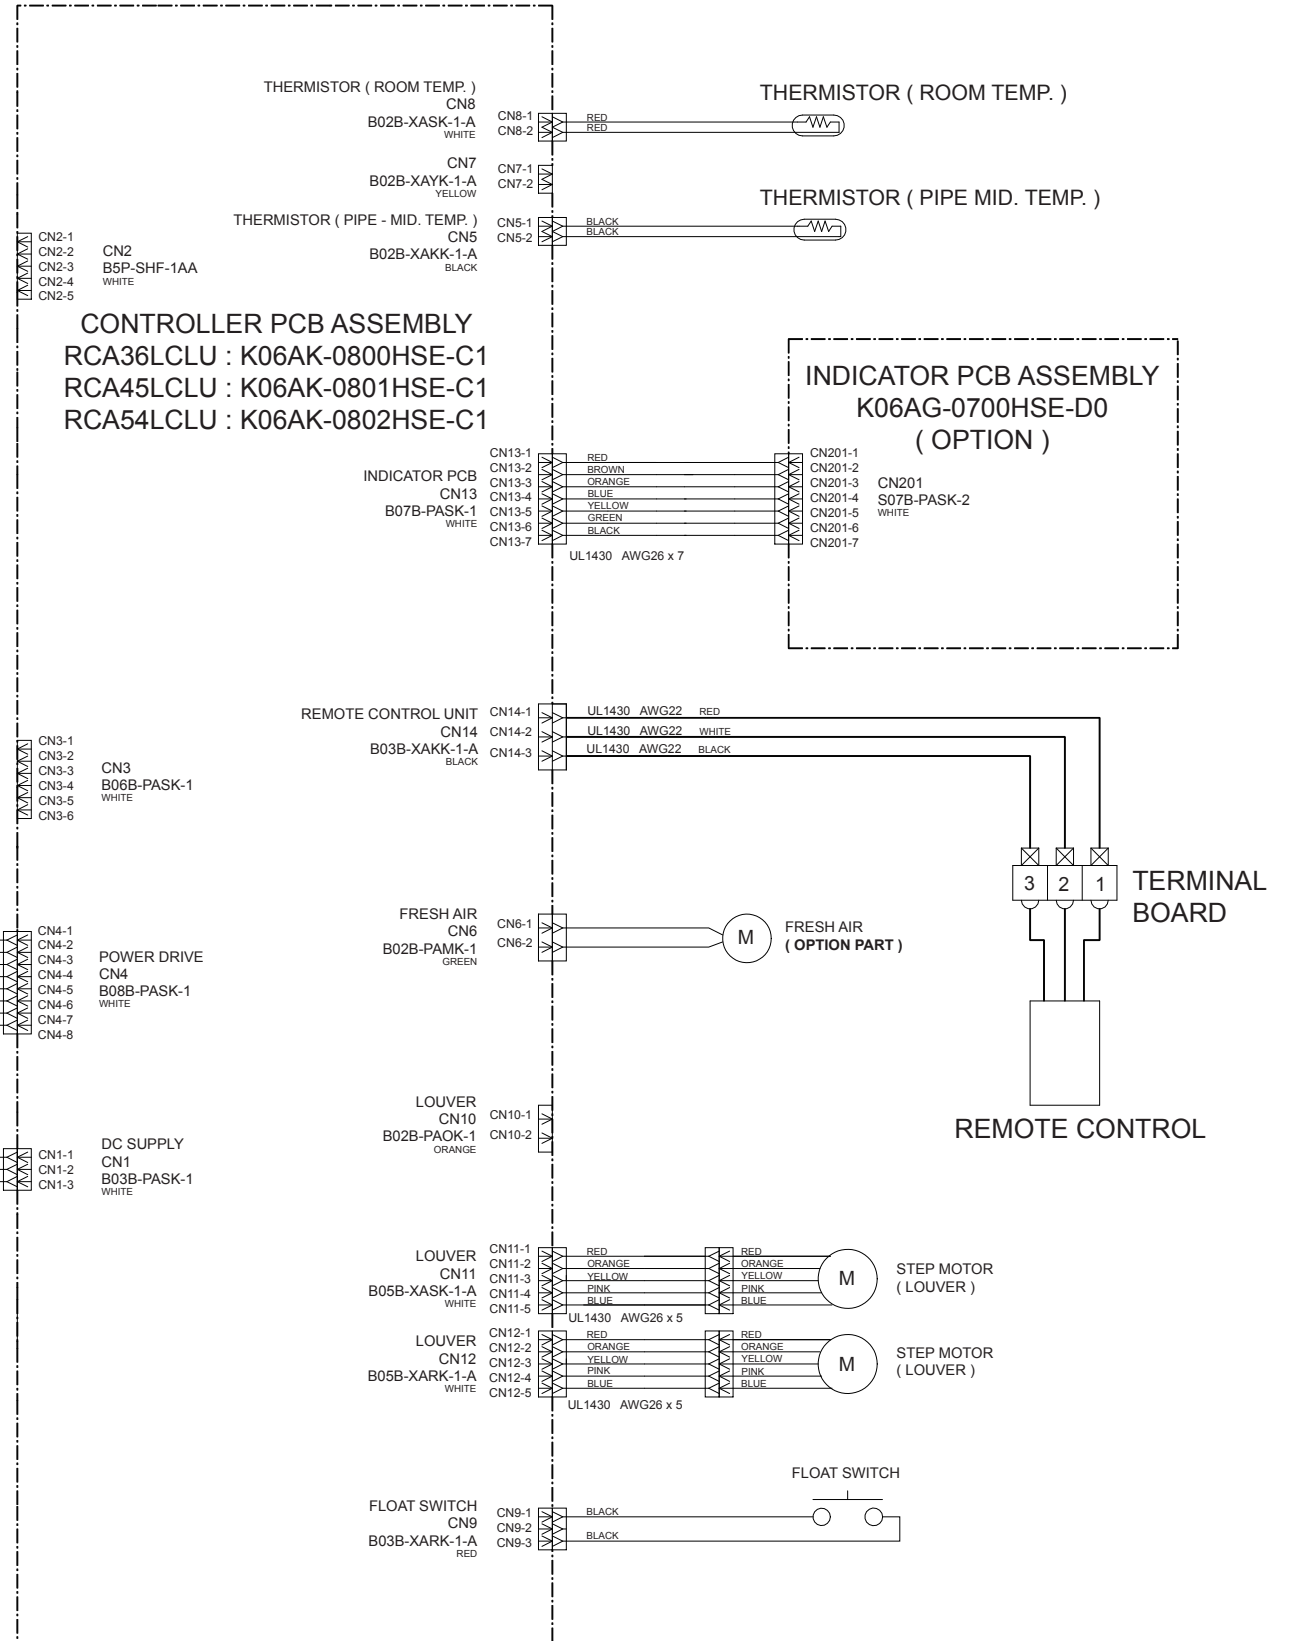 THERMISTOR ( ROOM TEMP. )
CN8
B02B-XASK-1-A
WHITE
CN8-1
CN8-2
RED
RED
THERMISTOR ( ROOM TEMP. )
CN7
B02B-XAYK-1-A
YELLOW
CN7-1
CN7-2
THERMISTOR ( PIPE - MID. TEMP. )
CN5
B02B-XAKK-1-A
BLACK
CN5-1
CN5-2
BLACK
BLACK
THERMISTOR ( PIPE MID. TEMP. )
CN2-1
CN2-2
CN2-3
CN2-4
CN2-5
CN2
B5P-SHF-1AA
WHITE
CONTROLLER PCB ASSEMBLY
RCA36LCLU : K06AK-0800HSE-C1
RCA45LCLU : K06AK-0801HSE-C1
RCA54LCLU : K06AK-0802HSE-C1
INDICATOR PCB ASSEMBLY
K06AG-0700HSE-D0
( OPTION )
INDICATOR PCB
CN13
B07B-PASK-1
WHITE
CN13-1
CN13-2
CN13-3
CN13-4
CN13-5
CN13-6
CN13-7
RED
BROWN
ORANGE
BLUE
YELLOW
GREEN
BLACK
UL1430 AWG26 x 7
CN201-1
CN201-2
CN201-3
CN201-4
CN201-5
CN201-6
CN201-7
CN201
S07B-PASK-2
WHITE
REMOTE CONTROL UNIT
CN14
B03B-XAKK-1-A
BLACK
CN14-1
CN14-2
CN14-3
UL1430 AWG22 RED
UL1430 AWG22 WHITE
UL1430 AWG22 BLACK
CN3-1
CN3-2
CN3-3
CN3-4
CN3-5
CN3-6
CN3
B06B-PASK-1
WHITE
3 2 1
TERMINAL
BOARD
REMOTE CONTROL
FRESH AIR
CN6
B02B-PAMK-1
GREEN
CN6-1
CN6-2
M
FRESH AIR
( OPTION PART )
CN4-1
CN4-2
CN4-3
CN4-4
CN4-5
CN4-6
CN4-7
CN4-8
POWER DRIVE
CN4
B08B-PASK-1
WHITE
LOUVER
CN10
B02B-PAOK-1
ORANGE
CN10-1
CN10-2
CN1-1
CN1-2
CN1-3
DC SUPPLY
CN1
B03B-PASK-1
WHITE
LOUVER
CN11
B05B-XASK-1-A
WHITE
CN11-1
CN11-2
CN11-3
CN11-4
CN11-5
RED
ORANGE
YELLOW
PINK
BLUE
UL1430 AWG26 x 5
RED
ORANGE
YELLOW
PINK
BLUE
M
STEP MOTOR
( LOUVER )
LOUVER
CN12
B05B-XARK-1-A
WHITE
CN12-1
CN12-2
CN12-3
CN12-4
CN12-5
RED
ORANGE
YELLOW
PINK
BLUE
UL1430 AWG26 x 5
RED
ORANGE
YELLOW
PINK
BLUE
M
STEP MOTOR
( LOUVER )
FLOAT SWITCH
FLOAT SWITCH
CN9
B03B-XARK-1-A
RED
CN9-1
CN9-2
CN9-3
BLACK
BLACK